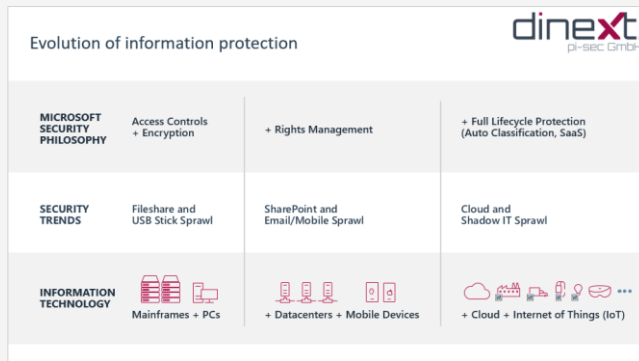 Evolution of information protection
dinext.
pi-sec GmbH
MICROSOFT
SECURITY
PHILOSOPHY
Access Controls
+ Encryption
+ Rights Management
+ Full Lifecycle Protection
(Auto Classification, SaaS)
SECURITY
TRENDS
Fileshare and
USB Stick Sprawl
SharePoint and
Email/Mobile Sprawl
Cloud and
Shadow IT Sprawl
INFORMATION
TECHNOLOGY
Mainframes + PCs
+ Datacenters + Mobile Devices
+ Cloud + Internet of Things (IoT)